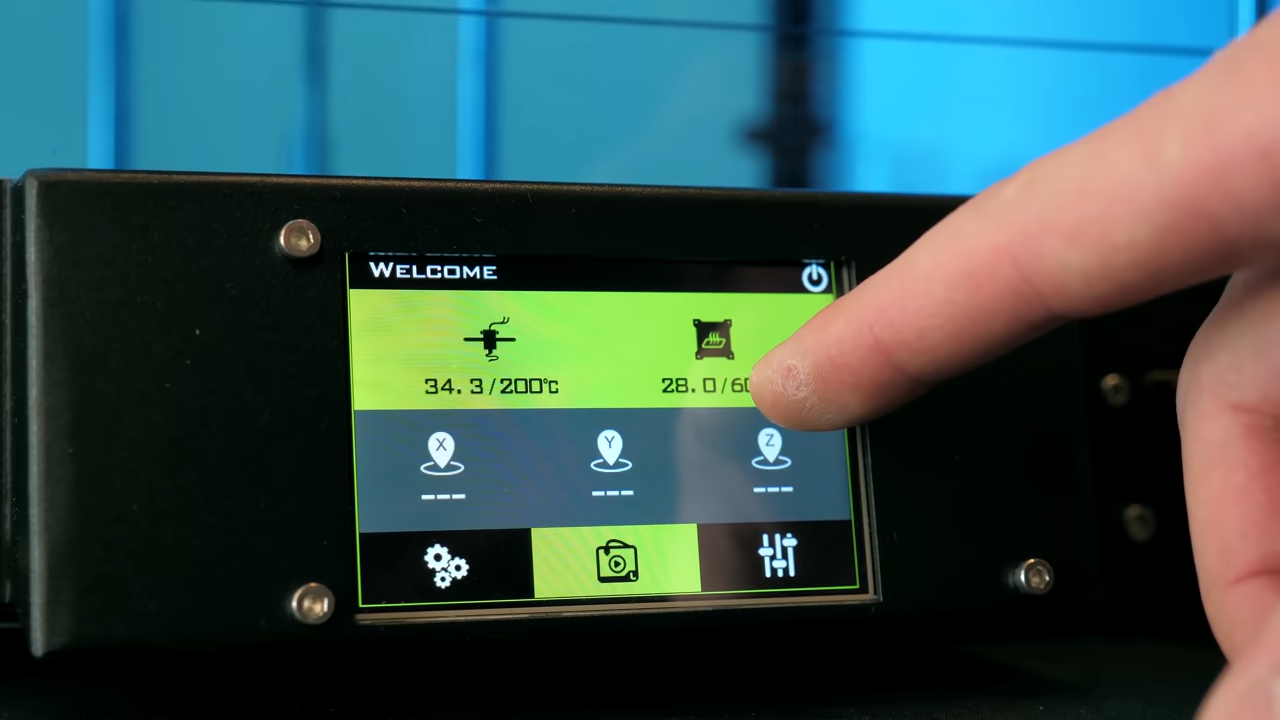 WELCOME
34.3/200°C 28.0/60
X Y Z
--- --- ---